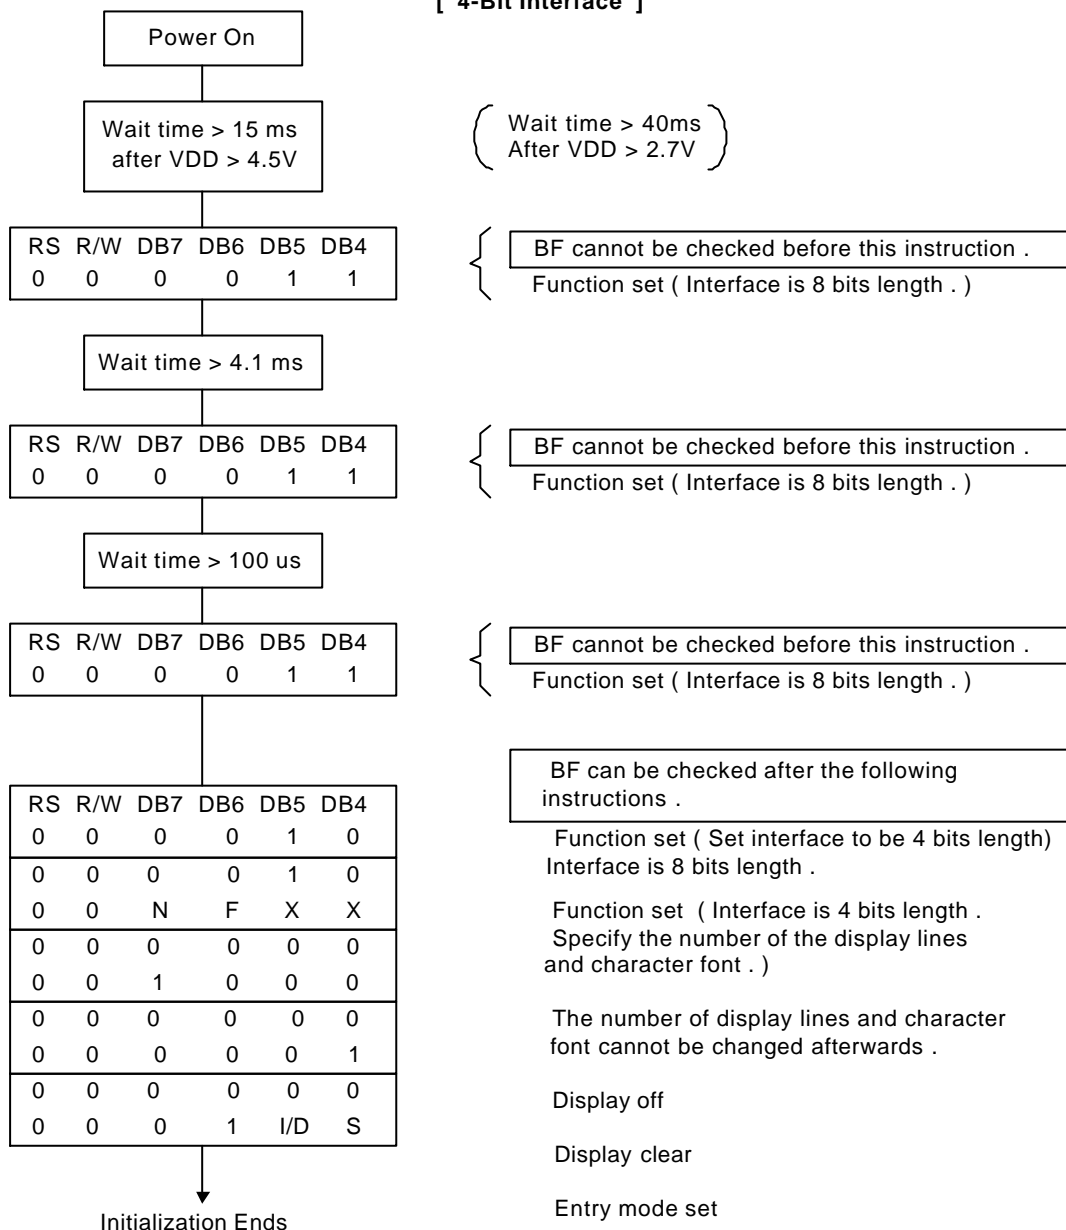 [ 4-Bit Interface ]
Power On
Wait time > 15 ms
after VDD > 4.5V
Wait time > 40ms
After VDD > 2.7V
RS R/W DB7 DB6 DB5 DB4
0 0 0 0 1 1
BF cannot be checked before this instruction .
Function set ( Interface is 8 bits length . )
Wait time > 4.1 ms
RS R/W DB7 DB6 DB5 DB4
0 0 0 0 1 1
BF cannot be checked before this instruction .
Function set ( Interface is 8 bits length . )
Wait time > 100 us
RS R/W DB7 DB6 DB5 DB4
0 0 0 0 1 1
BF cannot be checked before this instruction .
Function set ( Interface is 8 bits length . )
RS R/W DB7 DB6 DB5 DB4
0 0 0 0 1 0
0 0 0 0 1 0
0 0 N F X X
0 0 0 0 0 0
0 0 1 0 0 0
0 0 0 0 0 0
0 0 0 0 0 1
0 0 0 0 0 0
0 0 0 1 I/D S
BF can be checked after the following
instructions .
Function set ( Set interface to be 4 bits length)
Interface is 8 bits length .
Function set ( Interface is 4 bits length .
Specify the number of the display lines
and character font . )
The number of display lines and character
font cannot be changed afterwards .
Display off
Display clear
Entry mode set
Initialization Ends